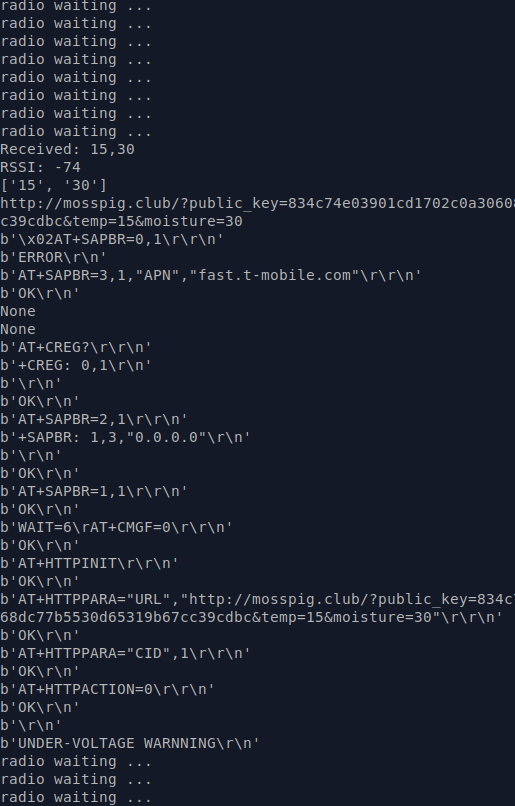 radio waiting ...
radio waiting ...
radio waiting ...
radio waiting ...
radio waiting ...
radio waiting ...
radio waiting ...
radio waiting ...
Received: 15,30
RSSI: -74
['15', '30']
http://mosspig.club/?public_key=834c74e03901cd1702c0a3060
c39cdbc&temp=15&moisture=30
b'\x02AT+SAPBR=0,1\r\r\n'
b'ERROR\r\n'
b'AT+SAPBR=3,1,"APN","fast.t-mobile.com"\r\r\n'
b'OK\r\n'
None
None
b'AT+CREG?\r\r\n'
b'+CREG: 0,1\r\n'
b'\r\n'
b'OK\r\n'
b'AT+SAPBR=2,1\r\r\n'
b'+SAPBR: 1,3,"0.0.0.0"\r\n'
b'\r\n'
b'OK\r\n'
b'AT+SAPBR=1,1\r\r\n'
b'OK\r\n'
b'WAIT=6\rAT+CMGF=0\r\r\n'
b'OK\r\n'
b'AT+HTTPINIT\r\r\n'
b'OK\r\n'
b'AT+HTTPPARA="URL","http://mosspig.club/?public_key=834c
68dc77b5530d65319b67cc39cdbc&temp=15&moisture=30"\r\r\n'
b'OK\r\n'
b'AT+HTTPPARA="CID",1\r\r\n'
b'OK\r\n'
b'AT+HTTPACTION=0\r\r\n'
b'OK\r\n'
b'\r\n'
b'UNDER-VOLTAGE WARNNING\r\n'
radio waiting ...
radio waiting ...
radio waiting ...